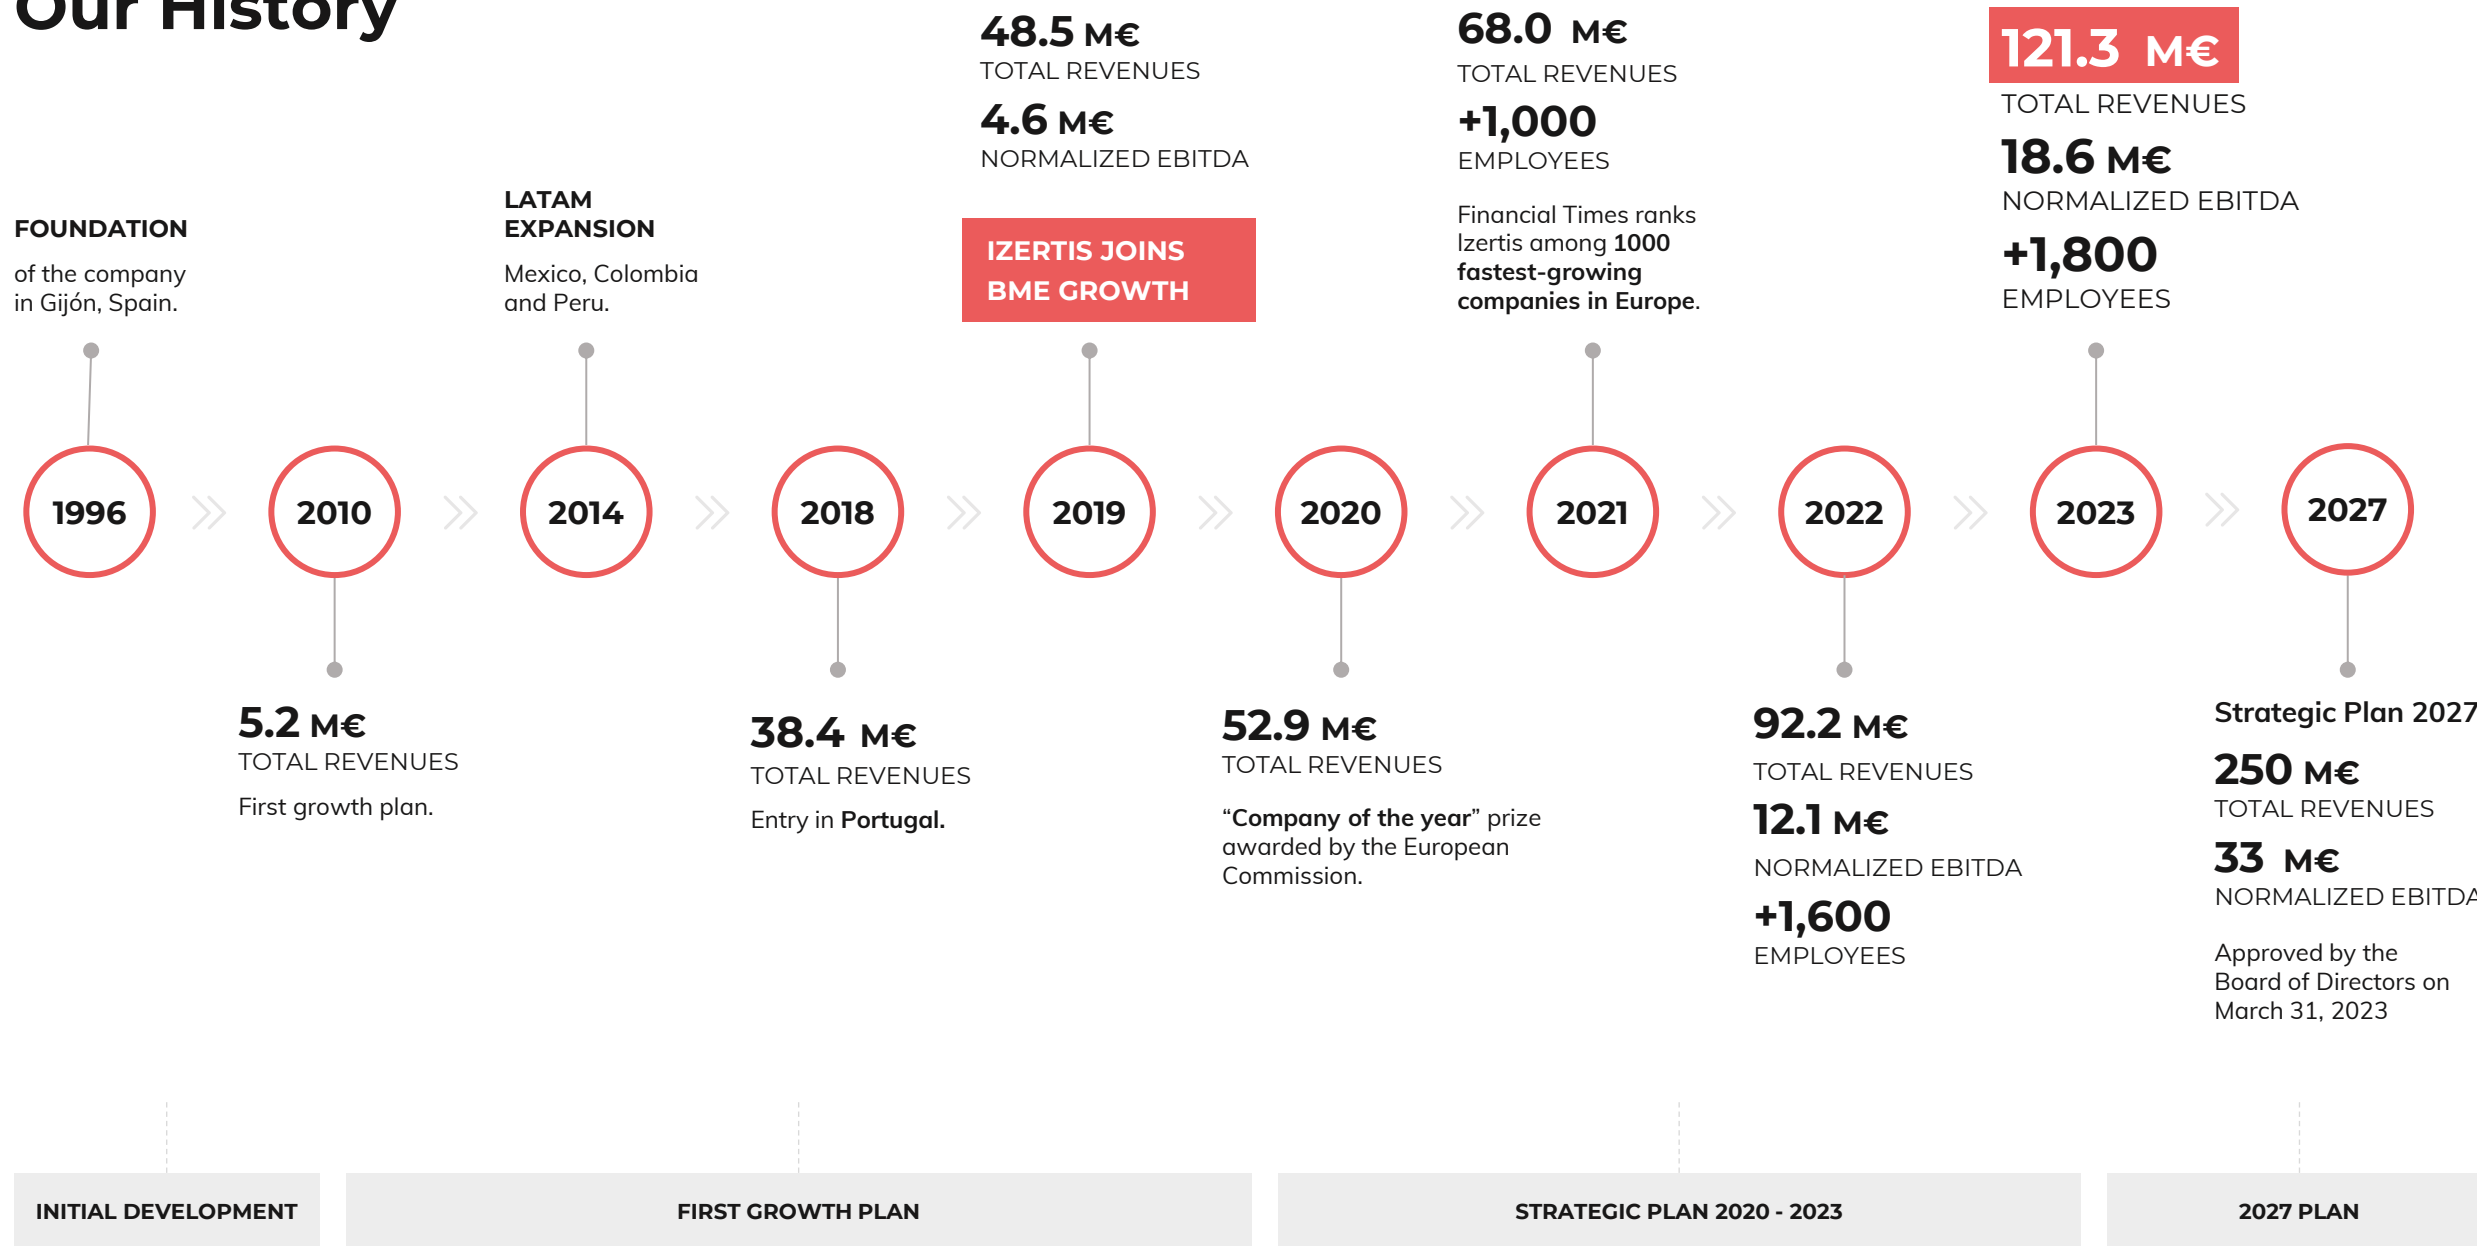 Our History
FOUNDATION
of the company
in Gijón, Spain.
1996
2010
5.2 M€
TOTAL REVENUES
First growth plan.
LATAM
EXPANSION
Mexico, Colombia
and Peru.
2014
2018
38.4 M€
TOTAL REVENUES
Entry in Portugal.
48.5 M€
TOTAL REVENUES
4.6 M€
NORMALIZED EBITDA
IZERTIS JOINS
BME GROWTH
2019
2020
52.9 M€
TOTAL REVENUES
“Company of the year” prize
awarded by the European
Commission.
68.0 M€
TOTAL REVENUES
+1,000
EMPLOYEES
Financial Times ranks
Izertis among 1000
fastest-growing
companies in Europe.
2021
2022
92.2 M€
TOTAL REVENUES
12.1 M€
NORMALIZED EBITDA
+1,600
EMPLOYEES
121.3 M€
TOTAL REVENUES
18.6 M€
NORMALIZED EBITDA
+1,800
EMPLOYEES
2023
2027
Strategic Plan 2027
250 M€
TOTAL REVENUES
33 M€
NORMALIZED EBITDA
Approved by the
Board of Directors on
March 31, 2023
INITIAL DEVELOPMENT
FIRST GROWTH PLAN
STRATEGIC PLAN 2020 - 2023
2027 PLAN